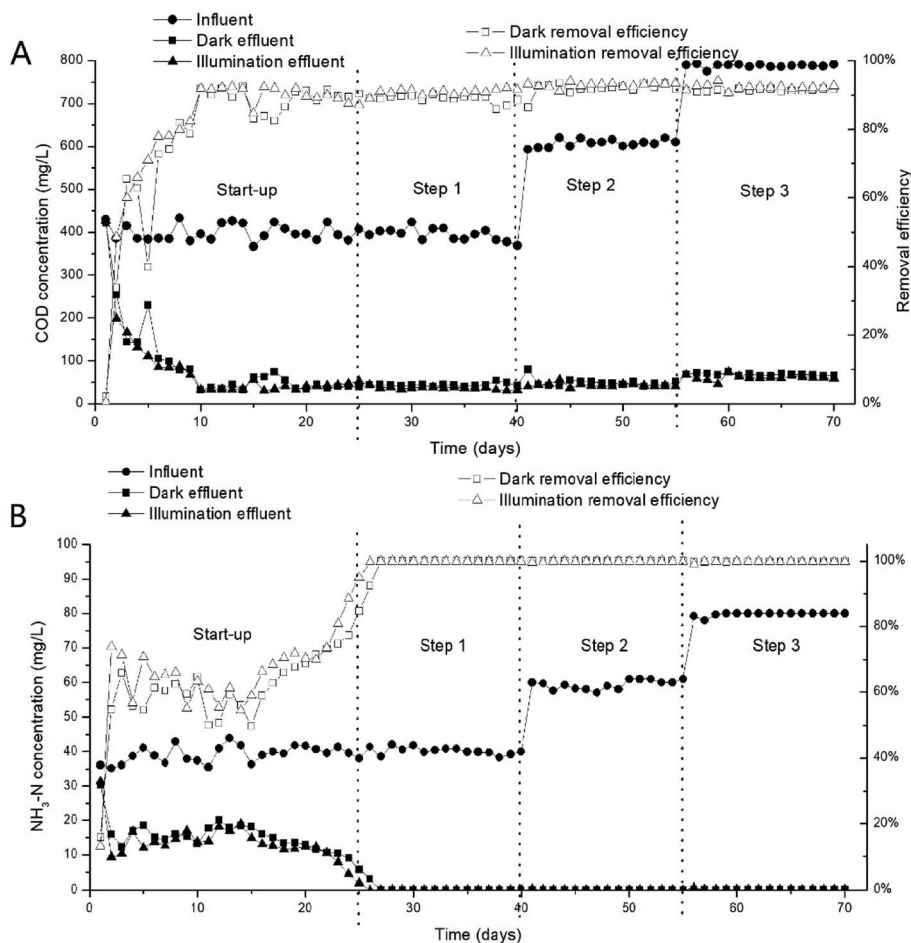 A
Influent
Dark effluent
Illumination effluent
Dark removal efficiency
Illumination removal efficiency
800
700
600
500
400
300
200
100
0
COD concentration (mg/L)
100%
80%
60%
40%
20%
0%
Removal efficiency
Start-up
Step 1
Step 2
Step 3
0
10
20
30
40
50
60
70
Time (days)
B
Influent
Dark effluent
Illumination effluent
Dark removal efficiency
Illumination removal efficiency
100
90
80
70
60
50
40
30
20
10
0
NH₃-N concentration (mg/L)
100%
80%
60%
40%
20%
0%
Start-up
Step 1
Step 2
Step 3
0
10
20
30
40
50
60
70
Time (days)